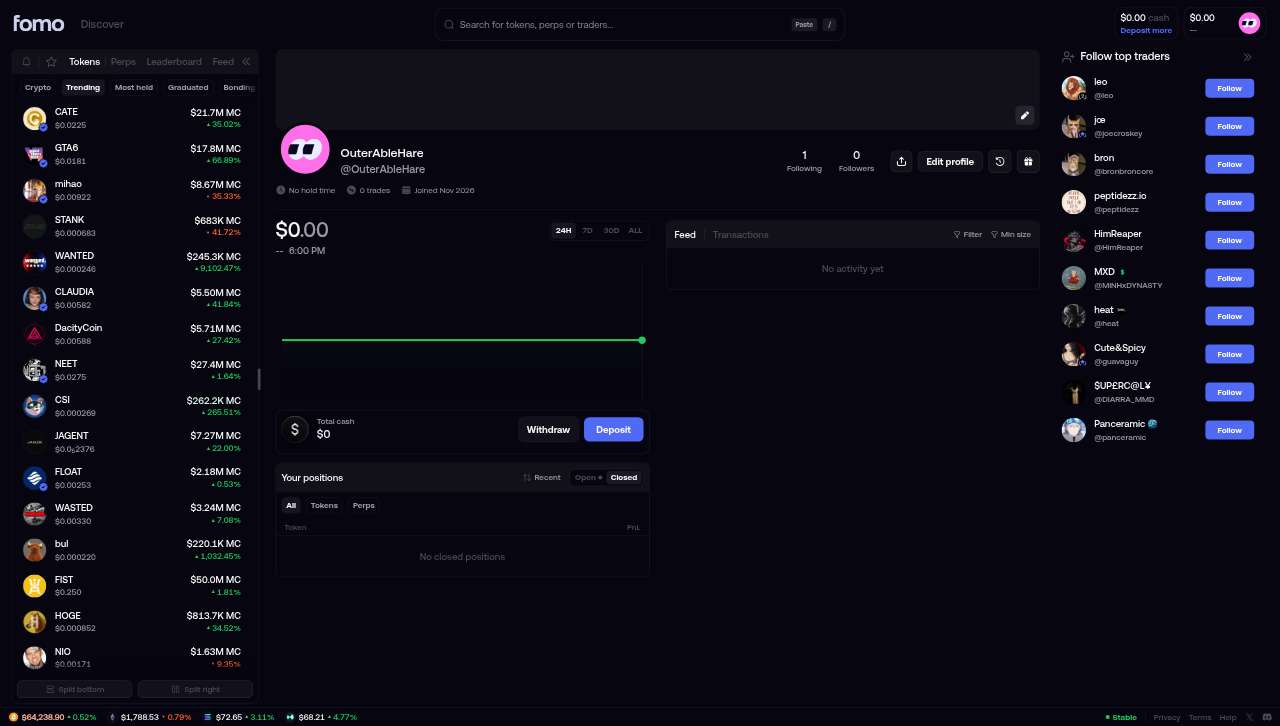 fomo
Discover
Search for tokens, perps or traders...
Paste
/
$0.00 cash
Deposit more
$0.00
—
Tokens Perps Leaderboard Feed
Crypto Trending Most held Graduated Bonding
CATE $21.7M MC
$0.0225 35.02%
GTA6 $17.8M MC
$0.0181 66.89%
mihao $8.67M MC
$0.00922 35.33%
STANK $683K MC
$0.000683 41.72%
WANTED $245.3K MC
$0.000246 9,102.47%
CLAUDIA $5.50M MC
$0.00582 41.84%
DacityCoin $5.71M MC
$0.00588 27.42%
NEET $27.4M MC
$0.0275 1.64%
CSI $262.2K MC
$0.000269 265.51%
JAGENT $7.27M MC
$0.0₅2376 22.00%
FLOAT $2.18M MC
$0.00253 0.53%
WASTED $3.24M MC
$0.00330 7.08%
bul $220.1K MC
$0.000220 1,032.45%
FIST $50.0M MC
$0.250 1.81%
HOGE $813.7K MC
$0.000852 34.52%
NIO $1.63M MC
$0.00171 9.35%
Split bottom Split right
OuterAbleHare
@OuterAbleHare
1 Following
0 Followers
Edit profile
No hold time 0 trades Joined Nov 2026
$0.00
-- 6:00 PM
24H 7D 30D ALL
Total cash
$0
Withdraw Deposit
Your positions
Recent Open Closed
All Tokens Perps
Token PnL
No closed positions
Feed Transactions
Filter Min size
No activity yet
Follow top traders
leo
@leo
Follow
jce
@joecroskey
Follow
bron
@bronbroncore
Follow
peptidezz.io
@peptidezz
Follow
HimReaper
@HimReaper
Follow
MXD
@MINHxDYNASTY
Follow
heat
@heat
Follow
Cute&Spicy
@guavaguy
Follow
$UP£RC@L¥
@DIARRA_MMD
Follow
Panceramic
@panceramic
Follow
$64,238.90 0.52% $1,788.53 0.79% $72.65 3.11% $68.21 4.77%
Stable Privacy Terms Help